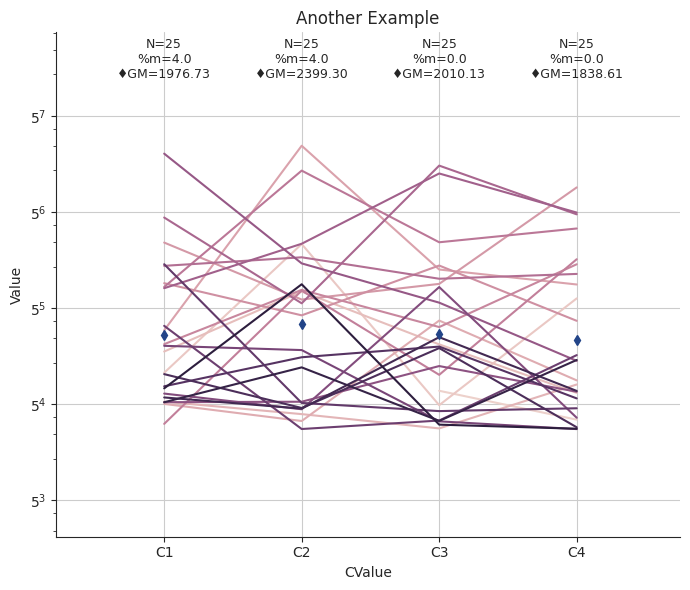 Another Example
N=25 N=25 N=25 N=25
%m=4.0 %m=4.0 %m=0.0 %m=0.0
♦GM=1976.73 ♦GM=2399.30 ♦GM=2010.13 ♦GM=1838.61
5⁷
5⁶
5⁵
5⁴
5³
Value
C1 C2 C3 C4
CValue